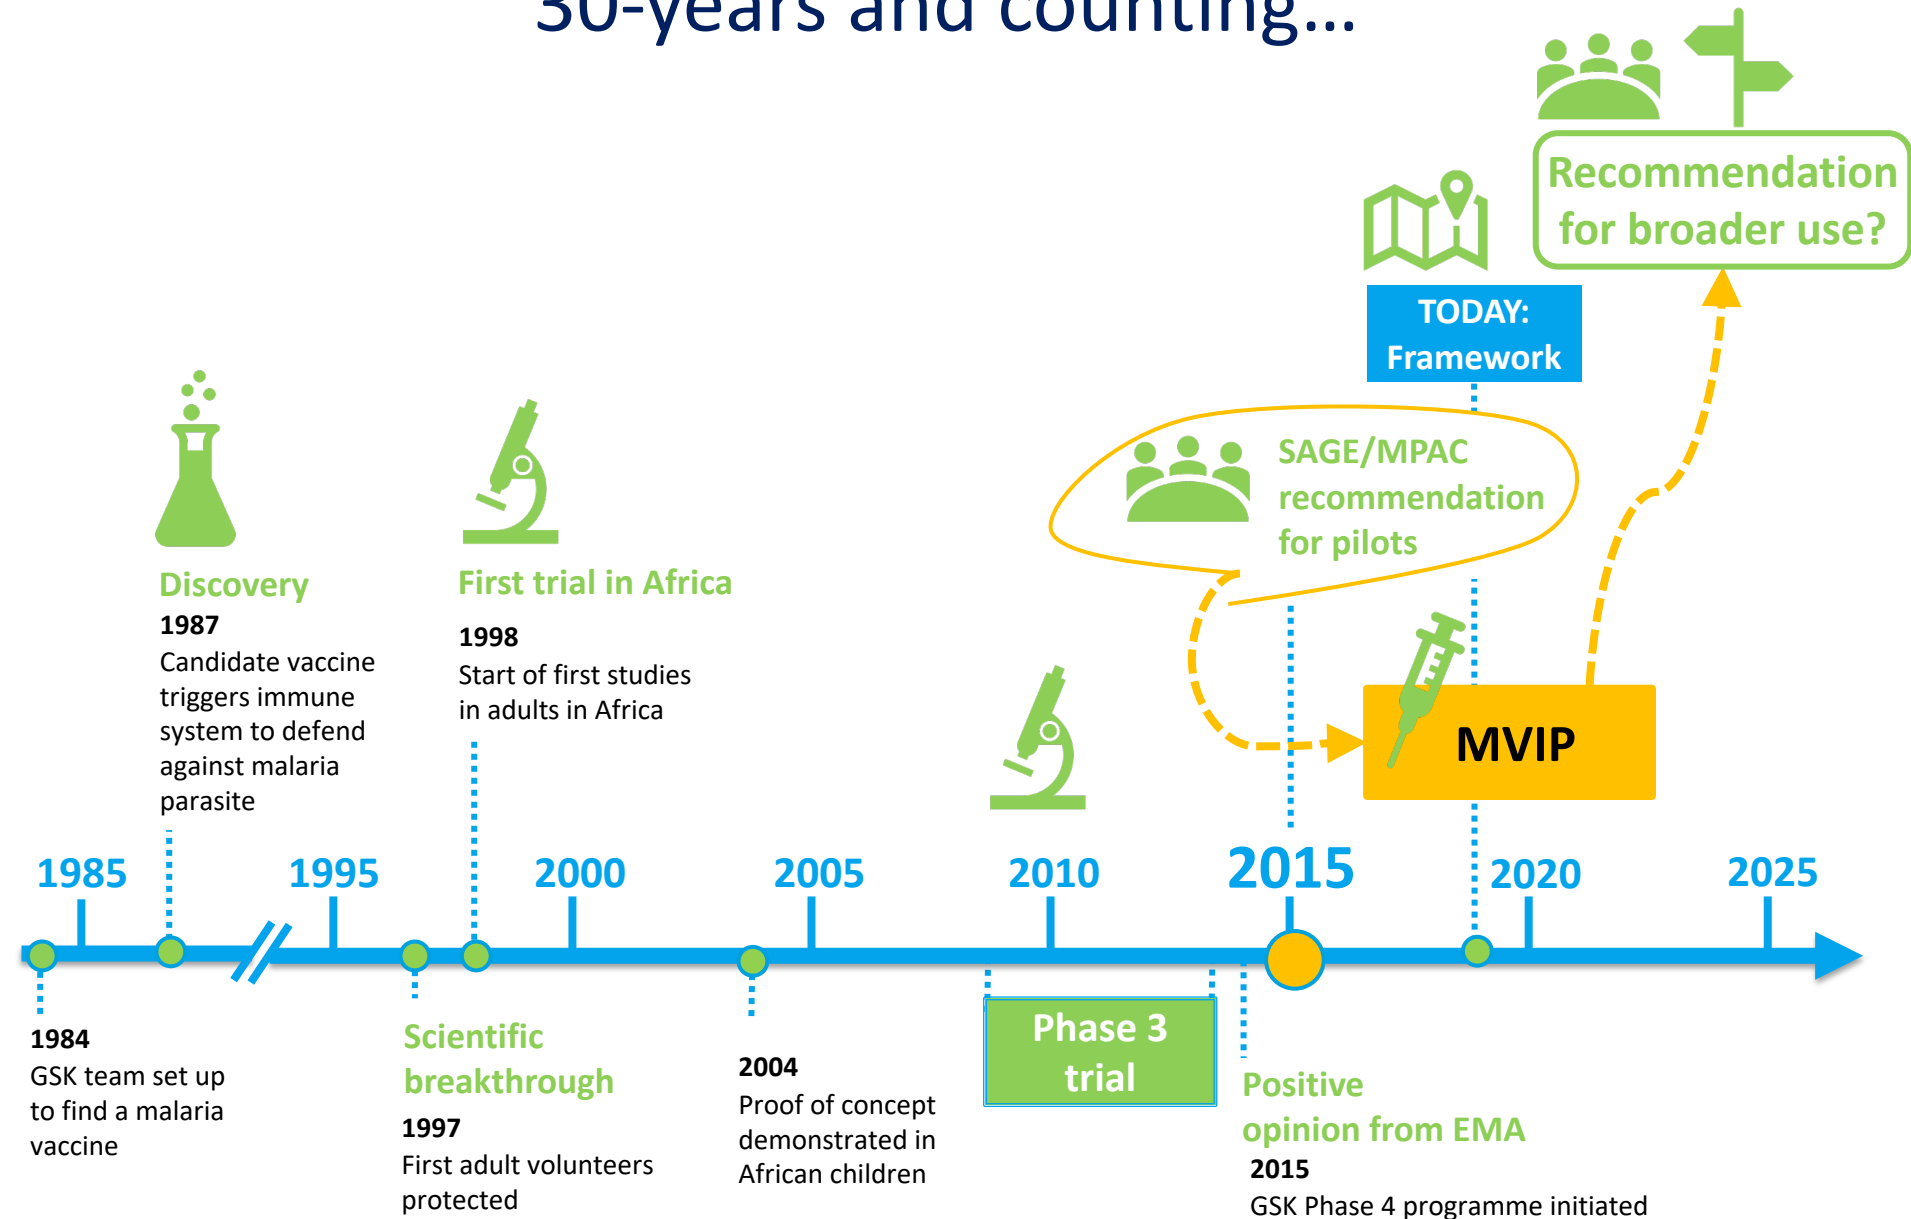 30-years and counting...
Recommendation
for broader use?
TODAY:
Framework
SAGE/MPAC
recommendation
for pilots
Discovery
1987
Candidate vaccine
triggers immune
system to defend
against malaria
parasite
First trial in Africa
1998
Start of first studies
in adults in Africa
MVIP
1985
1995
2000
2005
2010
2015
2020
2025
1984
GSK team set up
to find a malaria
vaccine
Scientific
breakthrough
1997
First adult volunteers
protected
2004
Proof of concept
demonstrated in
African children
Phase 3
trial
Positive
opinion from EMA
2015
GSK Phase 4 programme initiated